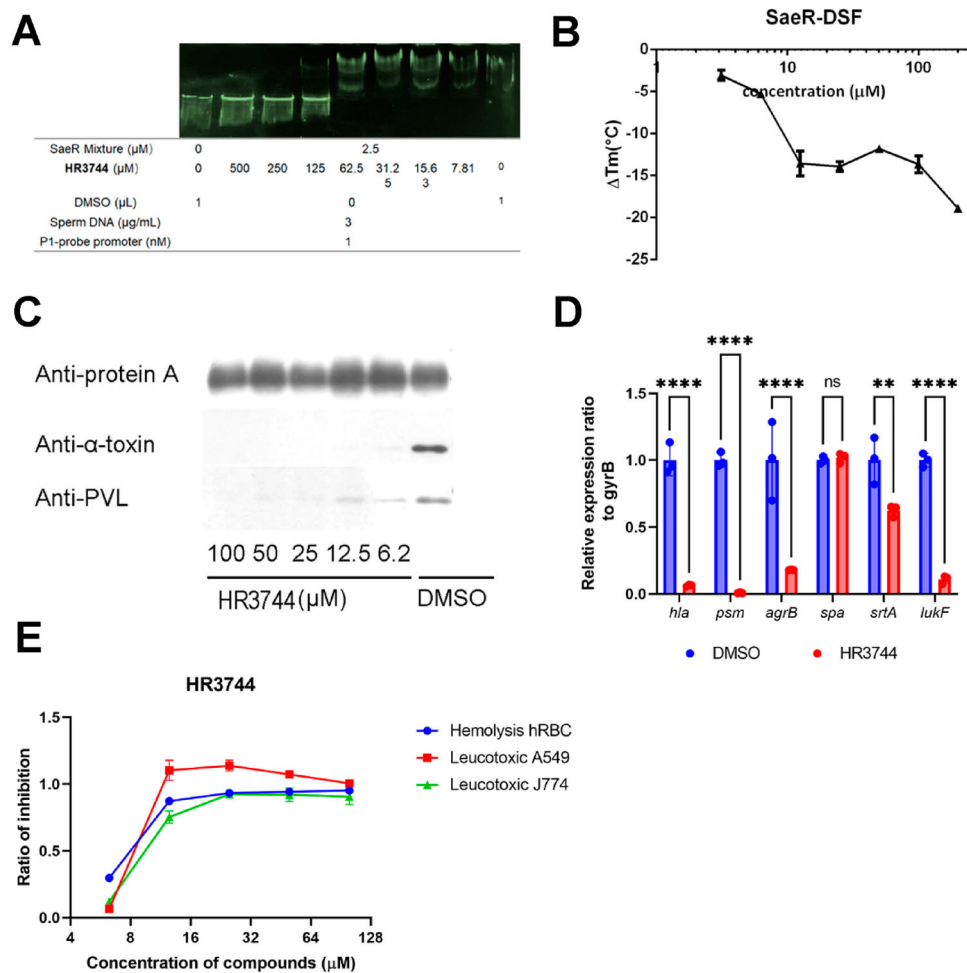 A
SaeR Mixture (μM) 0 2.5
HR3744 (μM) 0 500 250 125 62.5 31.2 15.6 7.81 0
5 3
DMSO (μL) 1 0 1
Sperm DNA (μg/mL) 3
P1-probe promoter (nM) 1
B
SaeR-DSF
0
-5
-10
-15
-20
-25
ΔTm(°C)
1 10 100
concentration (μM)
C
Anti-protein A
Anti-α-toxin
Anti-PVL
100 50 25 12.5 6.2
HR3744(μM) DMSO
D
Relative expression ratio
to gyrB
1.5
1.0
0.5
0.0
**** **** **** ns ** ****
hla psm agrB spa srtA lukF
DMSO HR3744
E
HR3744
Ratio of inhibition
1.5
1.0
0.5
0.0
4 8 16 32 64 128
Concentration of compounds (μM)
Hemolysis hRBC
Leucotoxic A549
Leucotoxic J774